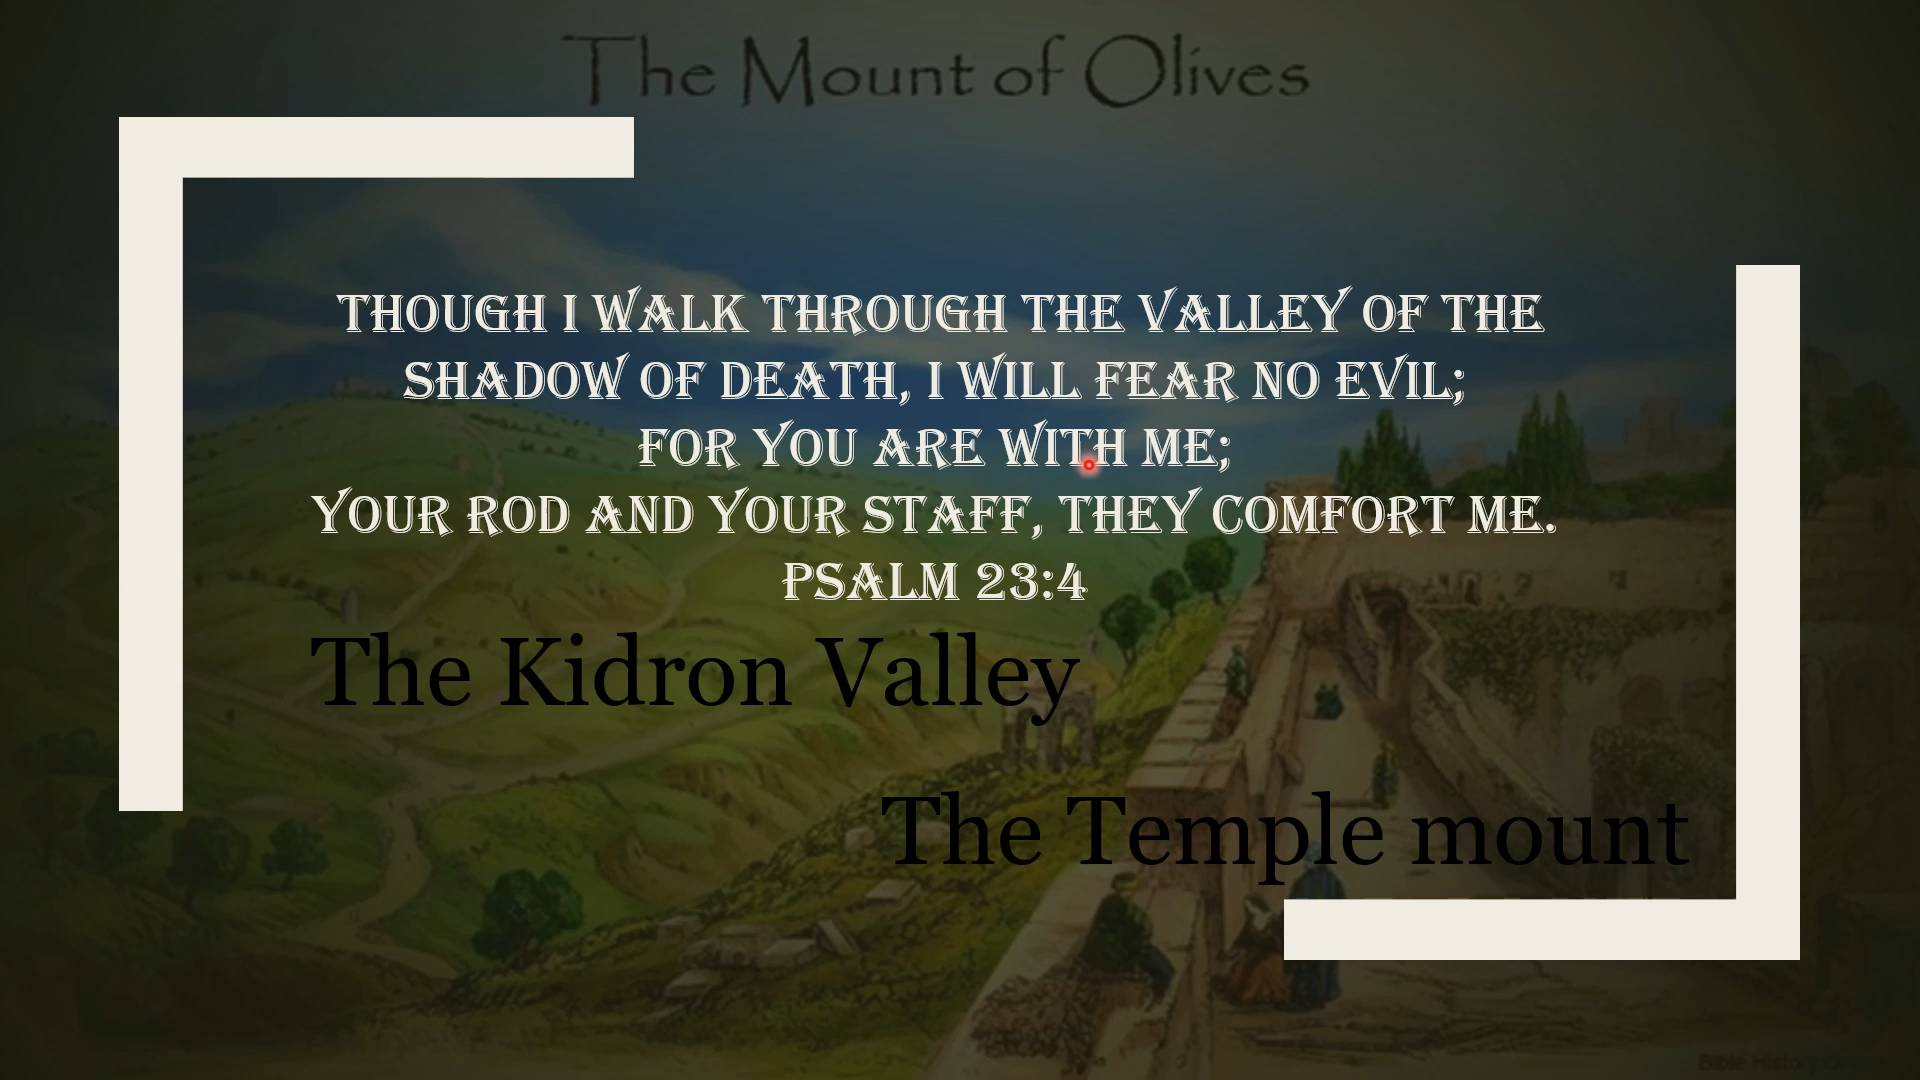 The Mount of Olives
THOUGH I WALK THROUGH THE VALLEY OF THE
SHADOW OF DEATH, I WILL FEAR NO EVIL;
FOR YOU ARE WITH ME;
YOUR ROD AND YOUR STAFF, THEY COMFORT ME.
PSALM 23:4
The Kidron Valley
The Temple mount
Bible History